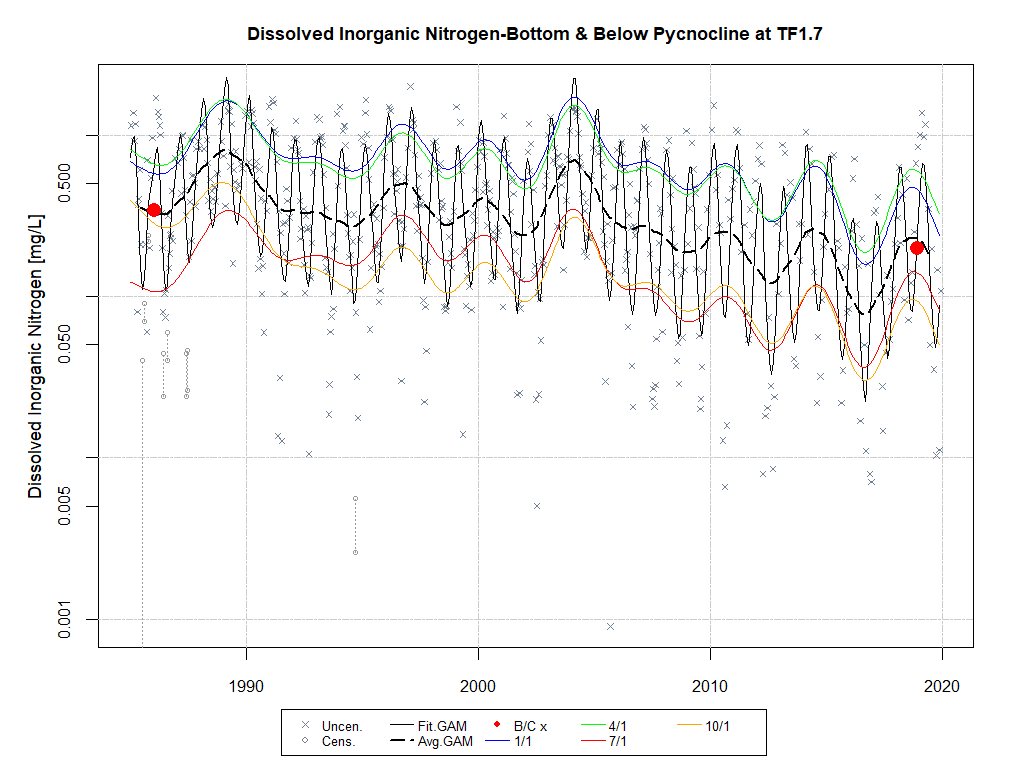 Dissolved Inorganic Nitrogen-Bottom & Below Pycnocline at TF1.7
Dissolved Inorganic Nitrogen [mg/L]
0.500
0.050
0.005
0.001
1990 2000 2010 2020
Uncen. Fit.GAM B/C x 4/1 10/1
Cens. Avg.GAM 1/1 7/1